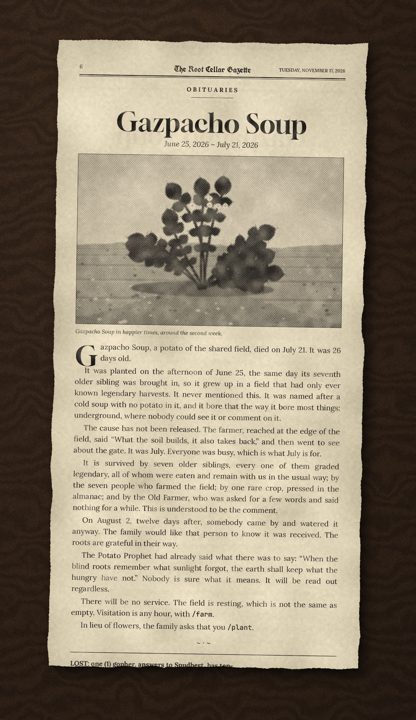 6
The Root Cellar Gazette
TUESDAY, NOVEMBER 17, 2026
OBITUARIES
Gazpacho Soup
June 25, 2026 – July 21, 2026
Gazpacho Soup in happier times, around the second week.
Gazpacho Soup, a potato of the shared field, died on July 21. It was 26
days old.
It was planted on the afternoon of June 25, the same day its seventh
older sibling was brought in, so it grew up in a field that had only ever
known legendary harvests. It never mentioned this. It was named after a
cold soup with no potato in it, and it bore that the way it bore most things:
underground, where nobody could see it or comment on it.
The cause has not been released. The farmer, reached at the edge of the
field, said “What the soil builds, it also takes back,” and then went to see
about the gate. It was July. Everyone was busy, which is what July is for.
It is survived by seven older siblings, every one of them graded
legendary, all of whom were eaten and remain with us in the usual way; by
the seven people who farmed the field; by one rare crop, pressed in the
almanac; and by the Old Farmer, who was asked for a few words and said
nothing for a while. This is understood to be the comment.
On August 2, twelve days after, somebody came by and watered it
anyway. The family would like that person to know it was received. The
roots are grateful in their way.
The Potato Prophet had already said what there was to say: “When the
blind roots remember what sunlight forgot, the earth shall keep what the
hungry have not.” Nobody is sure what it means. It will be read out
regardless.
There will be no service. The field is resting, which is not the same as
empty. Visitation is any hour, with /farm.
In lieu of flowers, the family asks that you /plant.
LOST: one (1) gopher, answers to